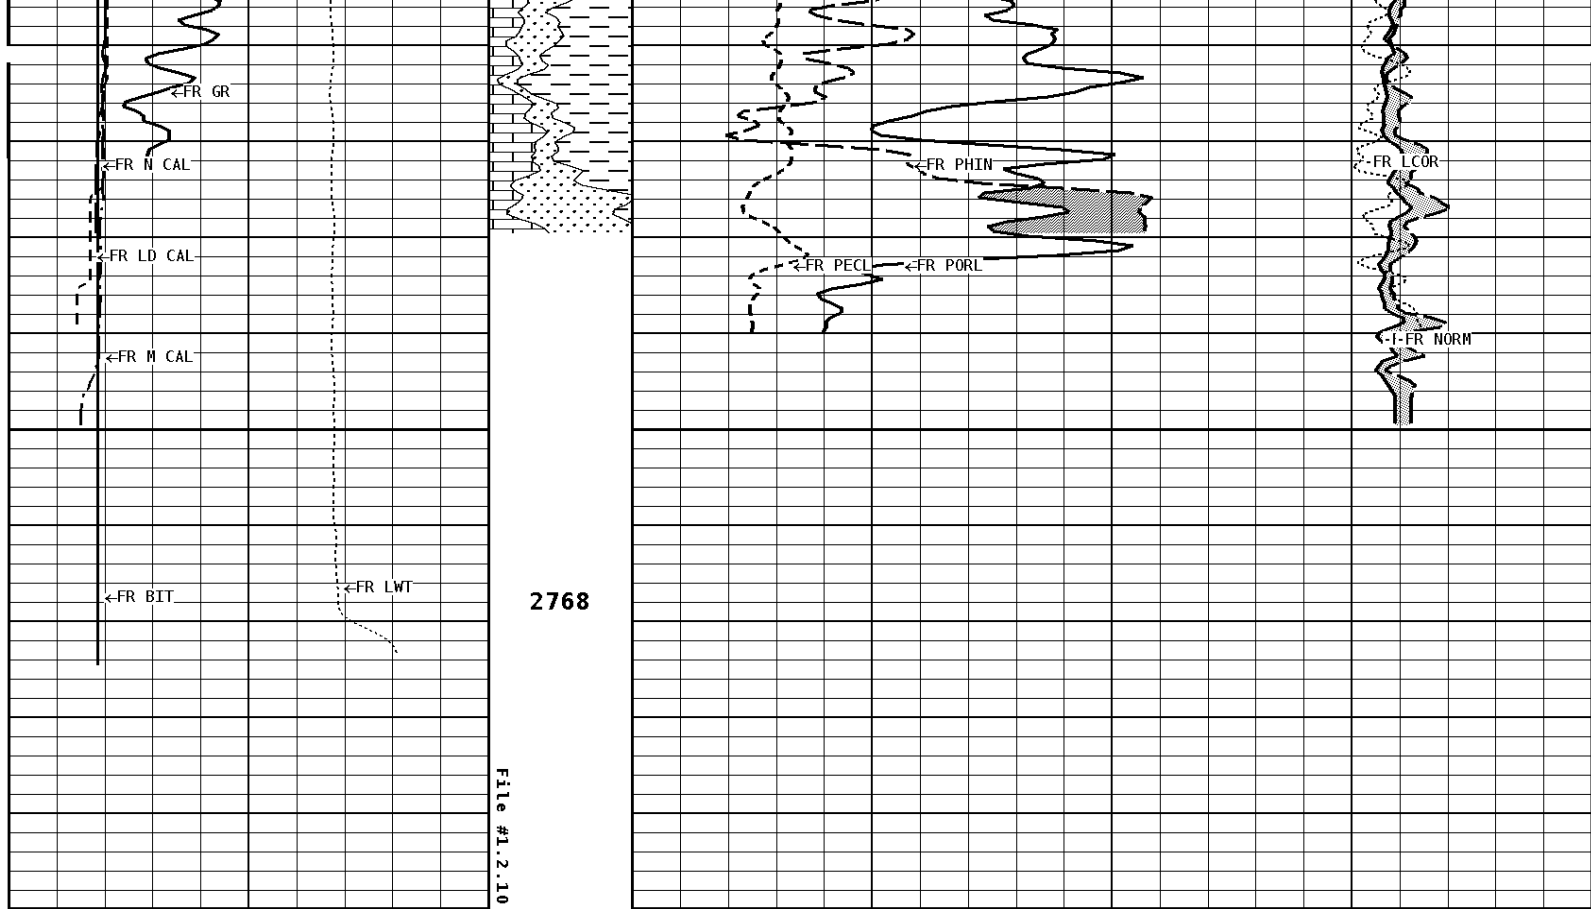 ←FR GR
←FR N CAL
←FR PHIN
-FR LCOR
←FR LD CAL
←FR PECL
←FR PORL
-F-FR NORM
←FR M CAL
←FR LWT
←FR BIT
2768
File #1.2.10